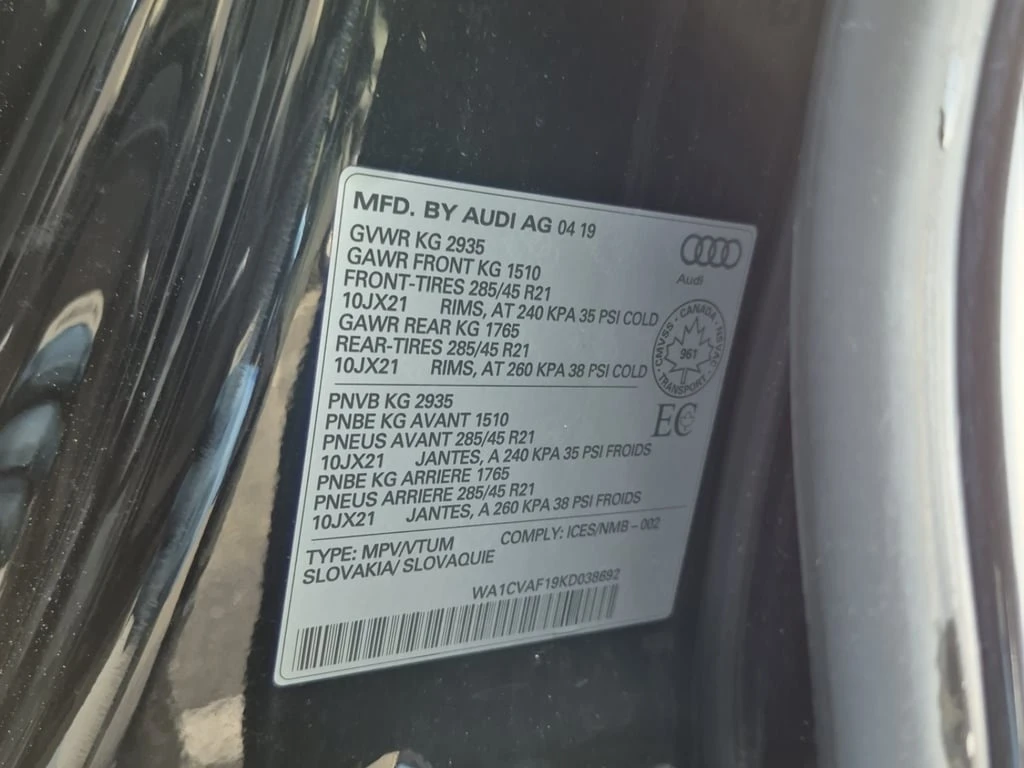 MFD. BY AUDI AG 04 19
GVWR KG 2935
GAWR FRONT KG 1510
FRONT-TIRES 285/45 R21
10JX21 RIMS, AT 240 KPA 35 PSI COLD
GAWR REAR KG 1765
REAR-TIRES 285/45 R21
10JX21 RIMS, AT 260 KPA 38 PSI COLD
Audi
CMVSS · CANADA · NSVAC
961
TRANSPORT
PNVB KG 2935
PNBE KG AVANT 1510
PNEUS AVANT 285/45 R21
10JX21 JANTES, A 240 KPA 35 PSI FROIDS
PNBE KG ARRIERE 1765
PNEUS ARRIERE 285/45 R21
10JX21 JANTES, A 260 KPA 38 PSI FROIDS
EC
TYPE: MPV/VTUM COMPLY: ICES/NMB - 002
SLOVAKIA/ SLOVAQUIE
WA1CVAF19KD038692